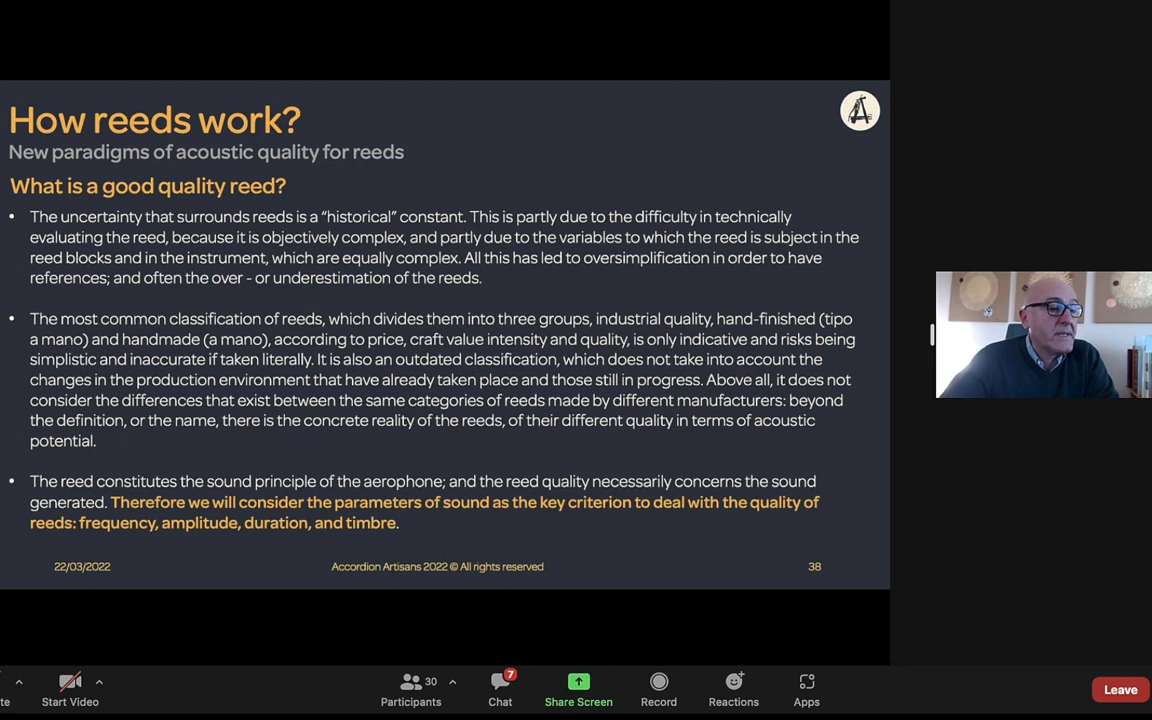 How reeds work?
New paradigms of acoustic quality for reeds
What is a good quality reed?
• The uncertainty that surrounds reeds is a “historical” constant. This is partly due to the difficulty in technically
evaluating the reed, because it is objectively complex, and partly due to the variables to which the reed is subject in the
reed blocks and in the instrument, which are equally complex. All this has led to oversimplification in order to have
references; and often the over - or underestimation of the reeds.
• The most common classification of reeds, which divides them into three groups, industrial quality, hand-finished (tipo
a mano) and handmade (a mano), according to price, craft value intensity and quality, is only indicative and risks being
simplistic and inaccurate if taken literally. It is also an outdated classification, which does not take into account the
changes in the production environment that have already taken place and those still in progress. Above all, it does not
consider the differences that exist between the same categories of reeds made by different manufacturers: beyond
the definition, or the name, there is the concrete reality of the reeds, of their different quality in terms of acoustic
potential.
• The reed constitutes the sound principle of the aerophone; and the reed quality necessarily concerns the sound
generated. Therefore we will consider the parameters of sound as the key criterion to deal with the quality of
reeds: frequency, amplitude, duration, and timbre.
22/03/2022
Accordion Artisans 2022 © All rights reserved
38
30
7
te
Start Video
Participants
Chat
Share Screen
Record
Reactions
Apps
Leave